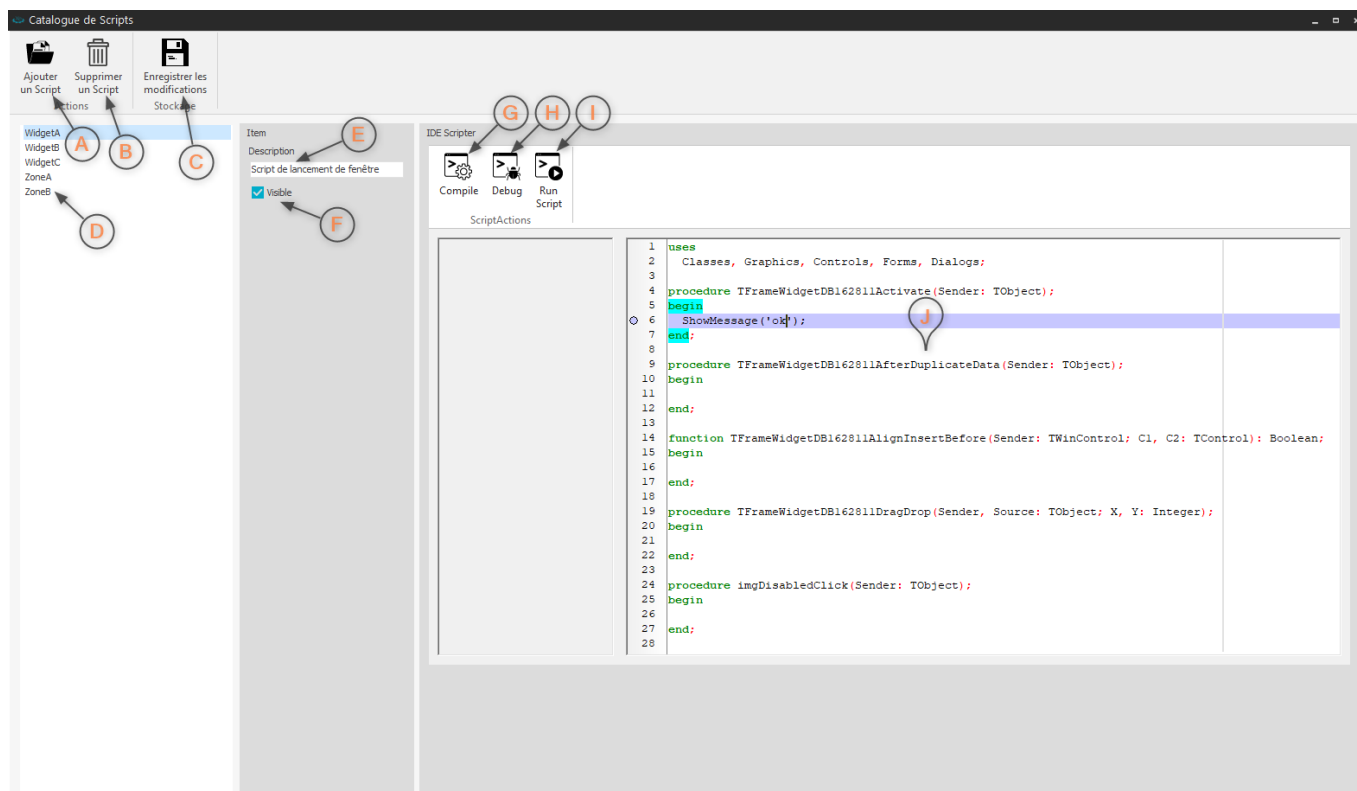 Catalogue de Scripts
Ajouter un Script
Supprimer un Script
Enregistrer les modifications
Actions
Stockage
A
B
C
WidgetA
WidgetB
WidgetC
ZoneA
ZoneB
D
Item
E
Description
Script de lancement de fenêtre
Visible
F
IDE Scripter
G
H
I
Compile
Debug
Run Script
ScriptActions
1 uses
2 Classes, Graphics, Controls, Forms, Dialogs;
3
4 procedure TFrameWidgetDB162811Activate(Sender: TObject);
5 begin
6 ShowMessage('ok');
7 end;
8
9 procedure TFrameWidgetDB162811AfterDuplicateData(Sender: TObject);
10 begin
11
12 end;
13
14 function TFrameWidgetDB162811AlignInsertBefore(Sender: TWinControl; C1, C2: TControl): Boolean;
15 begin
16
17 end;
18
19 procedure TFrameWidgetDB162811DragDrop(Sender, Source: TObject; X, Y: Integer);
20 begin
21
22 end;
23
24 procedure imgDisabledClick(Sender: TObject);
25 begin
26
27 end;
28
J